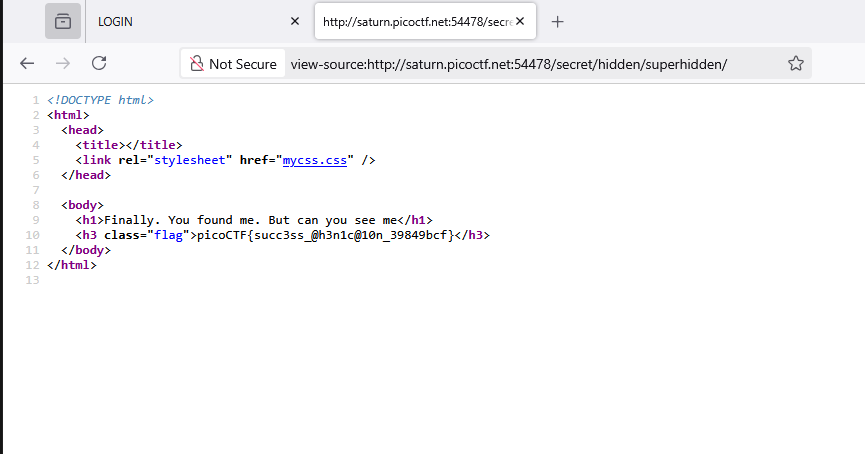 LOGIN
http://saturn.picoctf.net:54478/secre
Not Secure
view-source:http://saturn.picoctf.net:54478/secret/hidden/superhidden/
1 <!DOCTYPE html>
2 <html>
3 <head>
4 <title></title>
5 <link rel="stylesheet" href="mycss.css" />
6 </head>
7
8 <body>
9 <h1>Finally. You found me. But can you see me</h1>
10 <h3 class="flag">picoCTF{succ3ss_@h3n1c@10n_39849bcf}</h3>
11 </body>
12 </html>
13